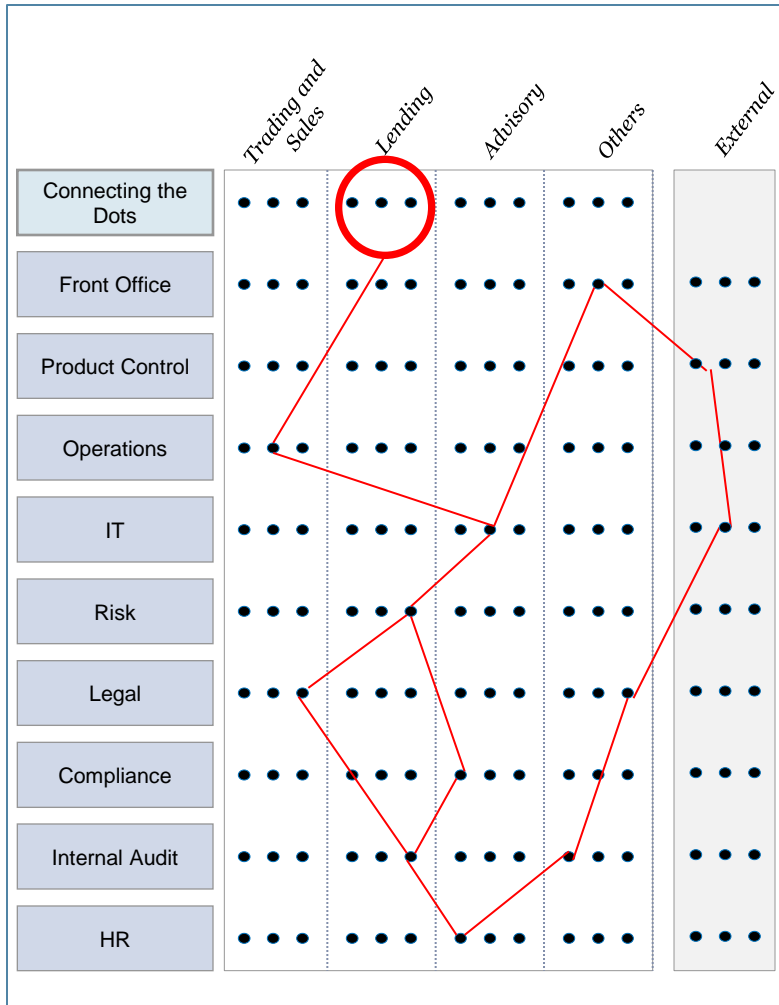 Trading and
Sales
Lending
Advisory
Others
External
Connecting the
Dots
Front Office
Product Control
Operations
IT
Risk
Legal
Compliance
Internal Audit
HR